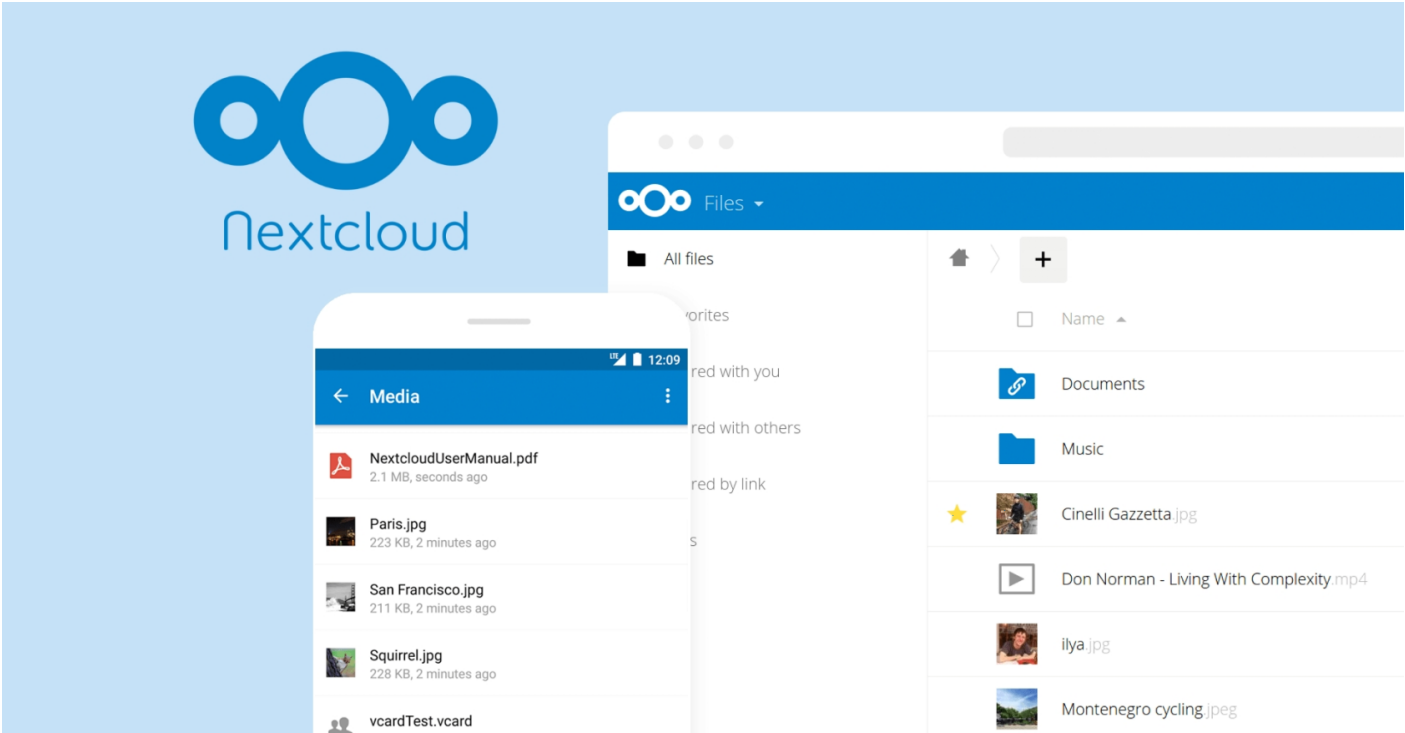 Nextcloud
Files
All files
vorites
red with you
red with others
red by link
s
Name
Documents
Music
Cinelli Gazzetta.jpg
Don Norman - Living With Complexity.mp4
ilya.jpg
Montenegro cycling.jpeg
LTE 12:09
Media
NextcloudUserManual.pdf
2.1 MB, seconds ago
Paris.jpg
223 KB, 2 minutes ago
San Francisco.jpg
211 KB, 2 minutes ago
Squirrel.jpg
228 KB, 2 minutes ago
vcardTest.vcard